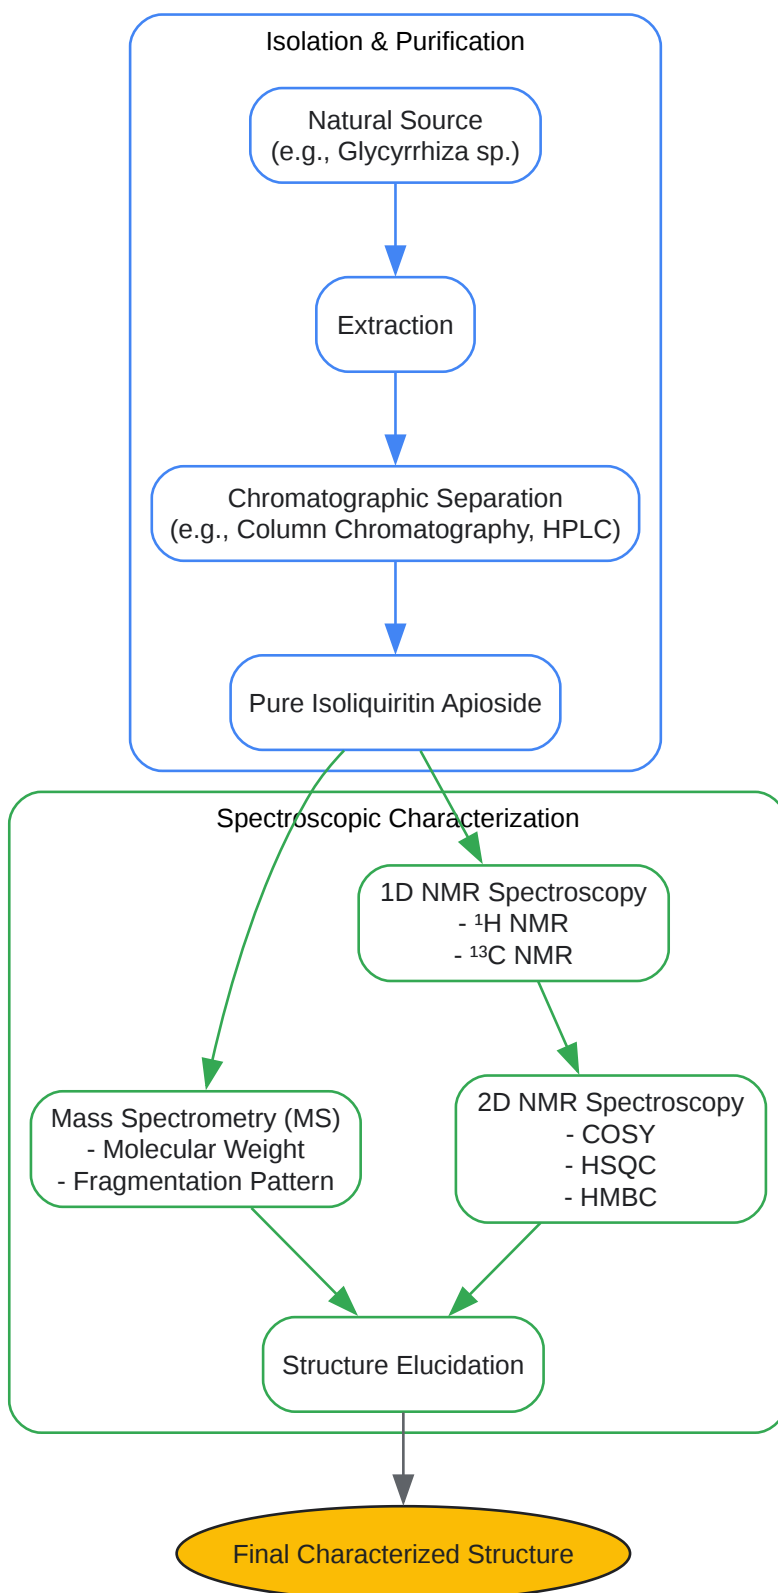 Isolation & Purification
Natural Source
(e.g., Glycyrrhiza sp.)
Extraction
Chromatographic Separation
(e.g., Column Chromatography, HPLC)
Pure Isoliquiritin Apioside
Spectroscopic Characterization
1D NMR Spectroscopy
- ¹H NMR
- ¹³C NMR
Mass Spectrometry (MS)
- Molecular Weight
- Fragmentation Pattern
2D NMR Spectroscopy
- COSY
- HSQC
- HMBC
Structure Elucidation
Final Characterized Structure